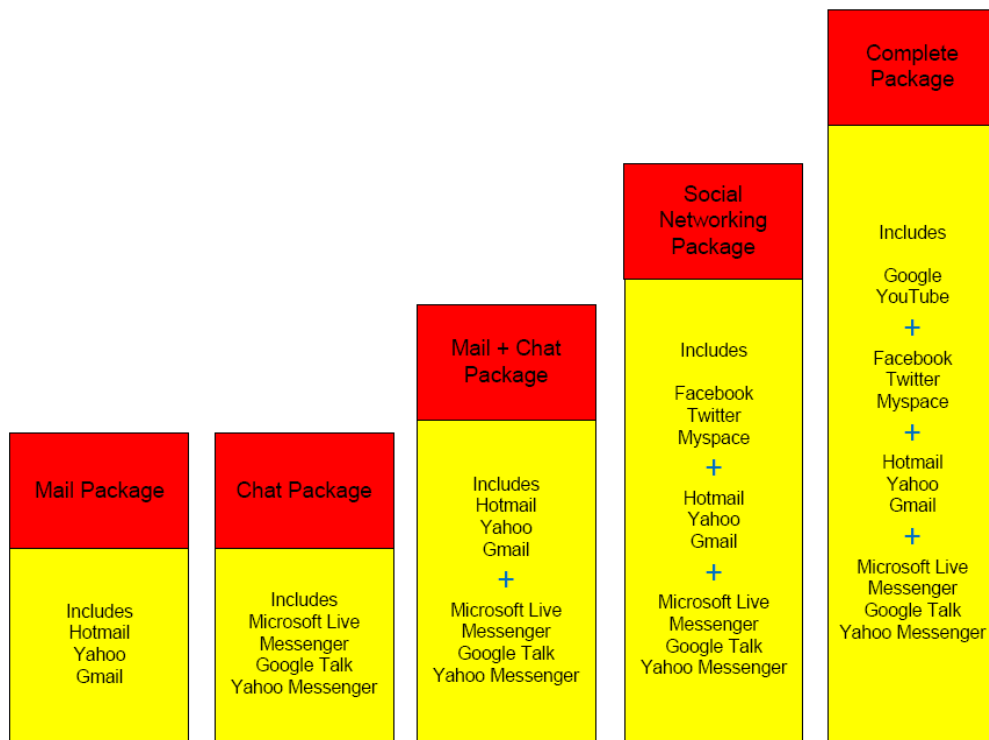 Mail Package
Includes
Hotmail
Yahoo
Gmail
Chat Package
Includes
Microsoft Live
Messenger
Google Talk
Yahoo Messenger
Mail + Chat
Package
Includes
Hotmail
Yahoo
Gmail
+
Microsoft Live
Messenger
Google Talk
Yahoo Messenger
Social
Networking
Package
Includes
Facebook
Twitter
Myspace
+
Hotmail
Yahoo
Gmail
+
Microsoft Live
Messenger
Google Talk
Yahoo Messenger
Complete
Package
Includes
Google
YouTube
+
Facebook
Twitter
Myspace
+
Hotmail
Yahoo
Gmail
+
Microsoft Live
Messenger
Google Talk
Yahoo Messenger